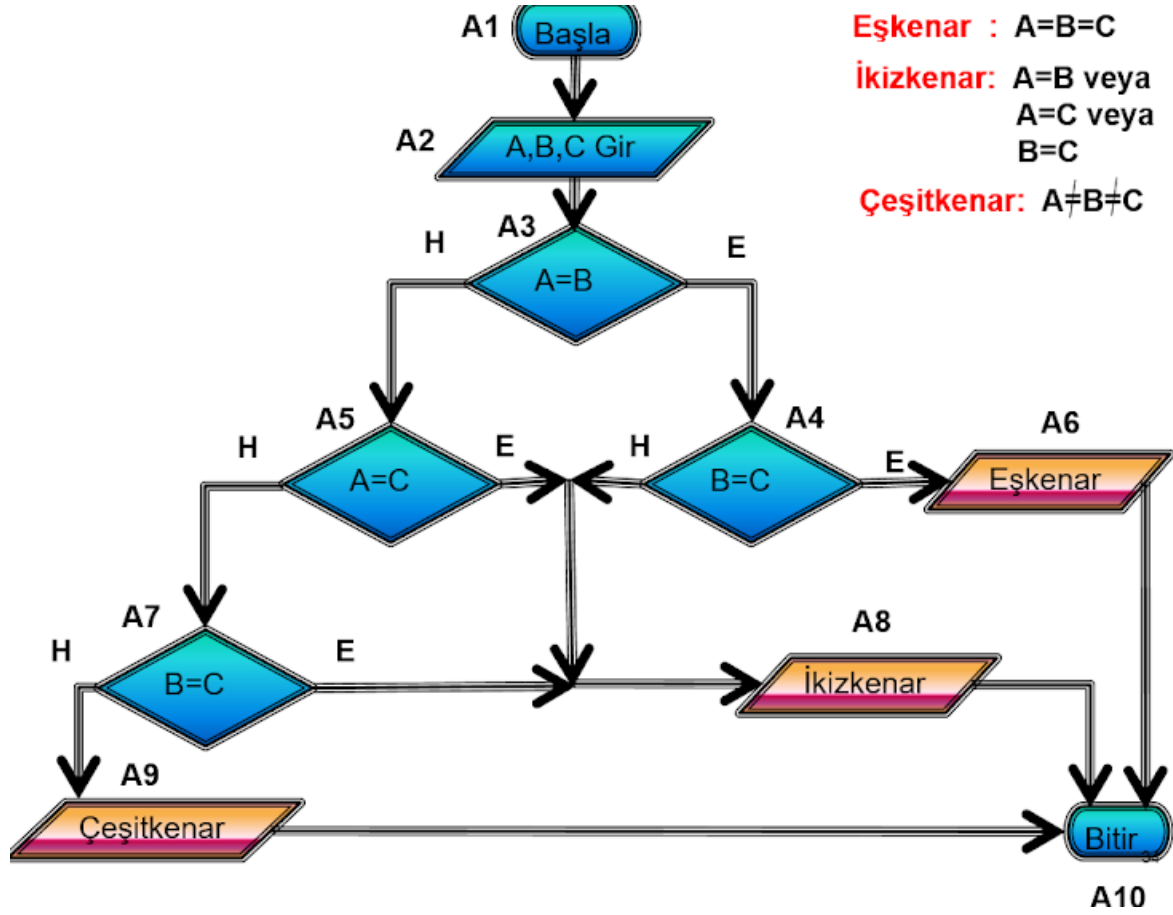 A1 Başla
Eşkenar : A=B=C
İkizkenar: A=B veya
A=C veya
B=C
Çeşitkenar: A≠B≠C
A2 A,B,C Gir
A3
H E
A=B
A5 A4 A6
H E H E
A=C B=C Eşkenar
A7 A8
H E
B=C İkizkenar
A9
Çeşitkenar Bitir
34
A10